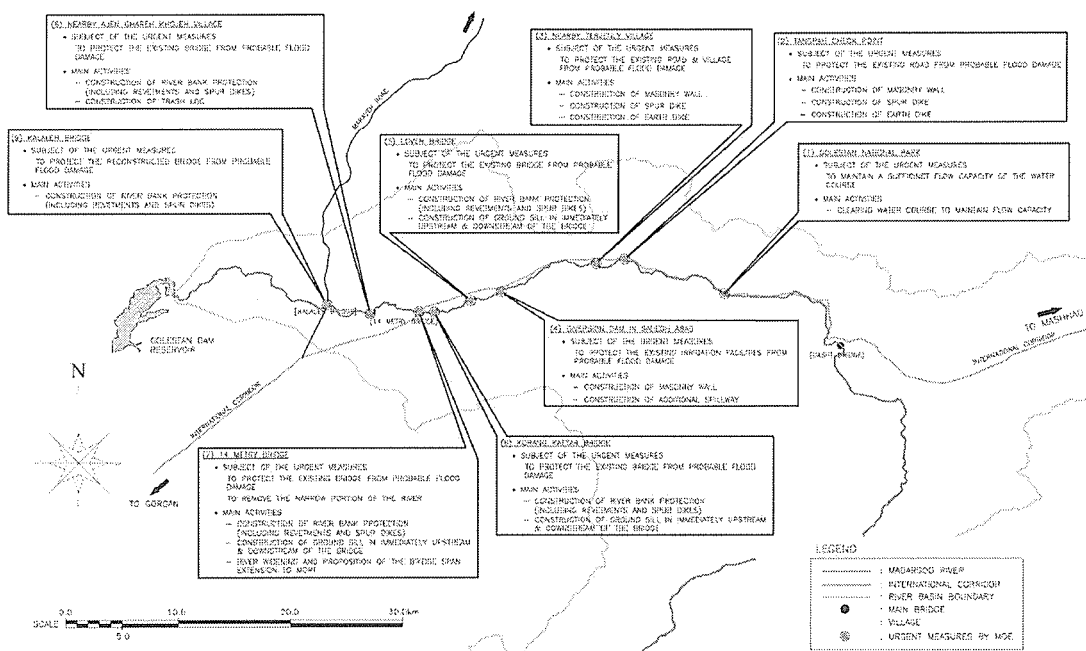 (8) NEARBY AJEN GHAREH KHOJEH VILLAGE
• SUBJECT OF THE URGENT MEASURES
TO PROTECT THE EXISTING BRIDGE FROM PROBABLE FLOOD
DAMAGE
• MAIN ACTIVITIES
– CONSTRUCTION OF RIVER BANK PROTECTION
(INCLUDING REVETMENTS AND SPUR DIKES)
– CONSTRUCTION OF TRASH LOG
(9) KALALEH BRIDGE
• SUBJECT OF THE URGENT MEASURES
TO PROTECT THE RECONSTRUCTED BRIDGE FROM PROBABLE
FLOOD DAMAGE
• MAIN ACTIVITIES
– CONSTRUCTION OF RIVER BANK PROTECTION
(INCLUDING REVETMENTS AND SPUR DIKES)
(3) NEARBY VILLAGE
• SUBJECT OF THE URGENT MEASURES
TO PROTECT THE EXISTING ROAD & VILLAGE
FROM PROBABLE FLOOD DAMAGE
• MAIN ACTIVITIES
– CONSTRUCTION OF MASONRY WALL
– CONSTRUCTION OF SPUR DIKE
– CONSTRUCTION OF EARTH DIKE
(2) TANGRAH CHECK POINT
• SUBJECT OF THE URGENT MEASURES
TO PROTECT THE EXISTING ROAD FROM PROBABLE FLOOD DAMAGE
• MAIN ACTIVITIES
– CONSTRUCTION OF MASONRY WALL
– CONSTRUCTION OF SPUR DIKE
– CONSTRUCTION OF EARTH DIKE
(5) BRIDGE
• SUBJECT OF THE URGENT MEASURES
TO PROTECT THE EXISTING BRIDGE FROM PROBABLE
FLOOD DAMAGE
• MAIN ACTIVITIES
– CONSTRUCTION OF RIVER BANK PROTECTION
(INCLUDING REVETMENTS AND SPUR DIKES)
– CONSTRUCTION OF GROUND SILL IN IMMEDIATELY
UPSTREAM & DOWNSTREAM OF THE BRIDGE
(1) GOLESTAN NATIONAL PARK
• SUBJECT OF THE URGENT MEASURES
TO MAINTAIN A SUFFICIENT FLOW CAPACITY OF THE WATER
COURSE
• MAIN ACTIVITIES
– CLEARING WATER COURSE TO MAINTAIN FLOW CAPACITY
ROAD
GOLESTAN DAM
RESERVOIR
[KALALEH BRIDGE]
[14 METRY BRIDGE]
[DASHT BRIDGE]
TO MASHHAD
INTERNATIONAL CORRIDOR
N
INTERNATIONAL CORRIDOR
TO GORGAN
(4) DIVERSION DAM IN SADEGH ABAD
• SUBJECT OF THE URGENT MEASURES
TO PROTECT THE EXISTING IRRIGATION FACILITIES FROM
PROBABLE FLOOD DAMAGE
• MAIN ACTIVITIES
– CONSTRUCTION OF MASONRY WALL
– CONSTRUCTION OF ADDITIONAL SPILLWAY
(6) BRIDGE
• SUBJECT OF THE URGENT MEASURES
TO PROTECT THE EXISTING BRIDGE FROM PROBABLE FLOOD
DAMAGE
• MAIN ACTIVITIES
– CONSTRUCTION OF RIVER BANK PROTECTION
(INCLUDING REVETMENTS AND SPUR DIKES)
– CONSTRUCTION OF GROUND SILL IN IMMEDIATELY UPSTREAM
& DOWNSTREAM OF THE BRIDGE
(7) 14 METRY BRIDGE
• SUBJECT OF THE URGENT MEASURES
TO PROTECT THE EXISTING BRIDGE FROM PROBABLE FLOOD
DAMAGE
TO REMOVE THE NARROW PORTION OF THE RIVER
• MAIN ACTIVITIES
– CONSTRUCTION OF RIVER BANK PROTECTION
(INCLUDING REVETMENTS AND SPUR DIKES)
– CONSTRUCTION OF GROUND SILL IN IMMEDIATELY UPSTREAM
& DOWNSTREAM OF THE BRIDGE
– RIVER WIDENING AND PROPOSITION OF THE BRIDGE SPAN
EXTENSION TO MORT
SCALE
0.0 10.0 20.0 30.0km
5.0
LEGEND
: MADARSOO RIVER
: INTERNATIONAL CORRIDOR
: RIVER BASIN BOUNDARY
: MAIN BRIDGE
: VILLAGE
: URGENT MEASURES BY MOE